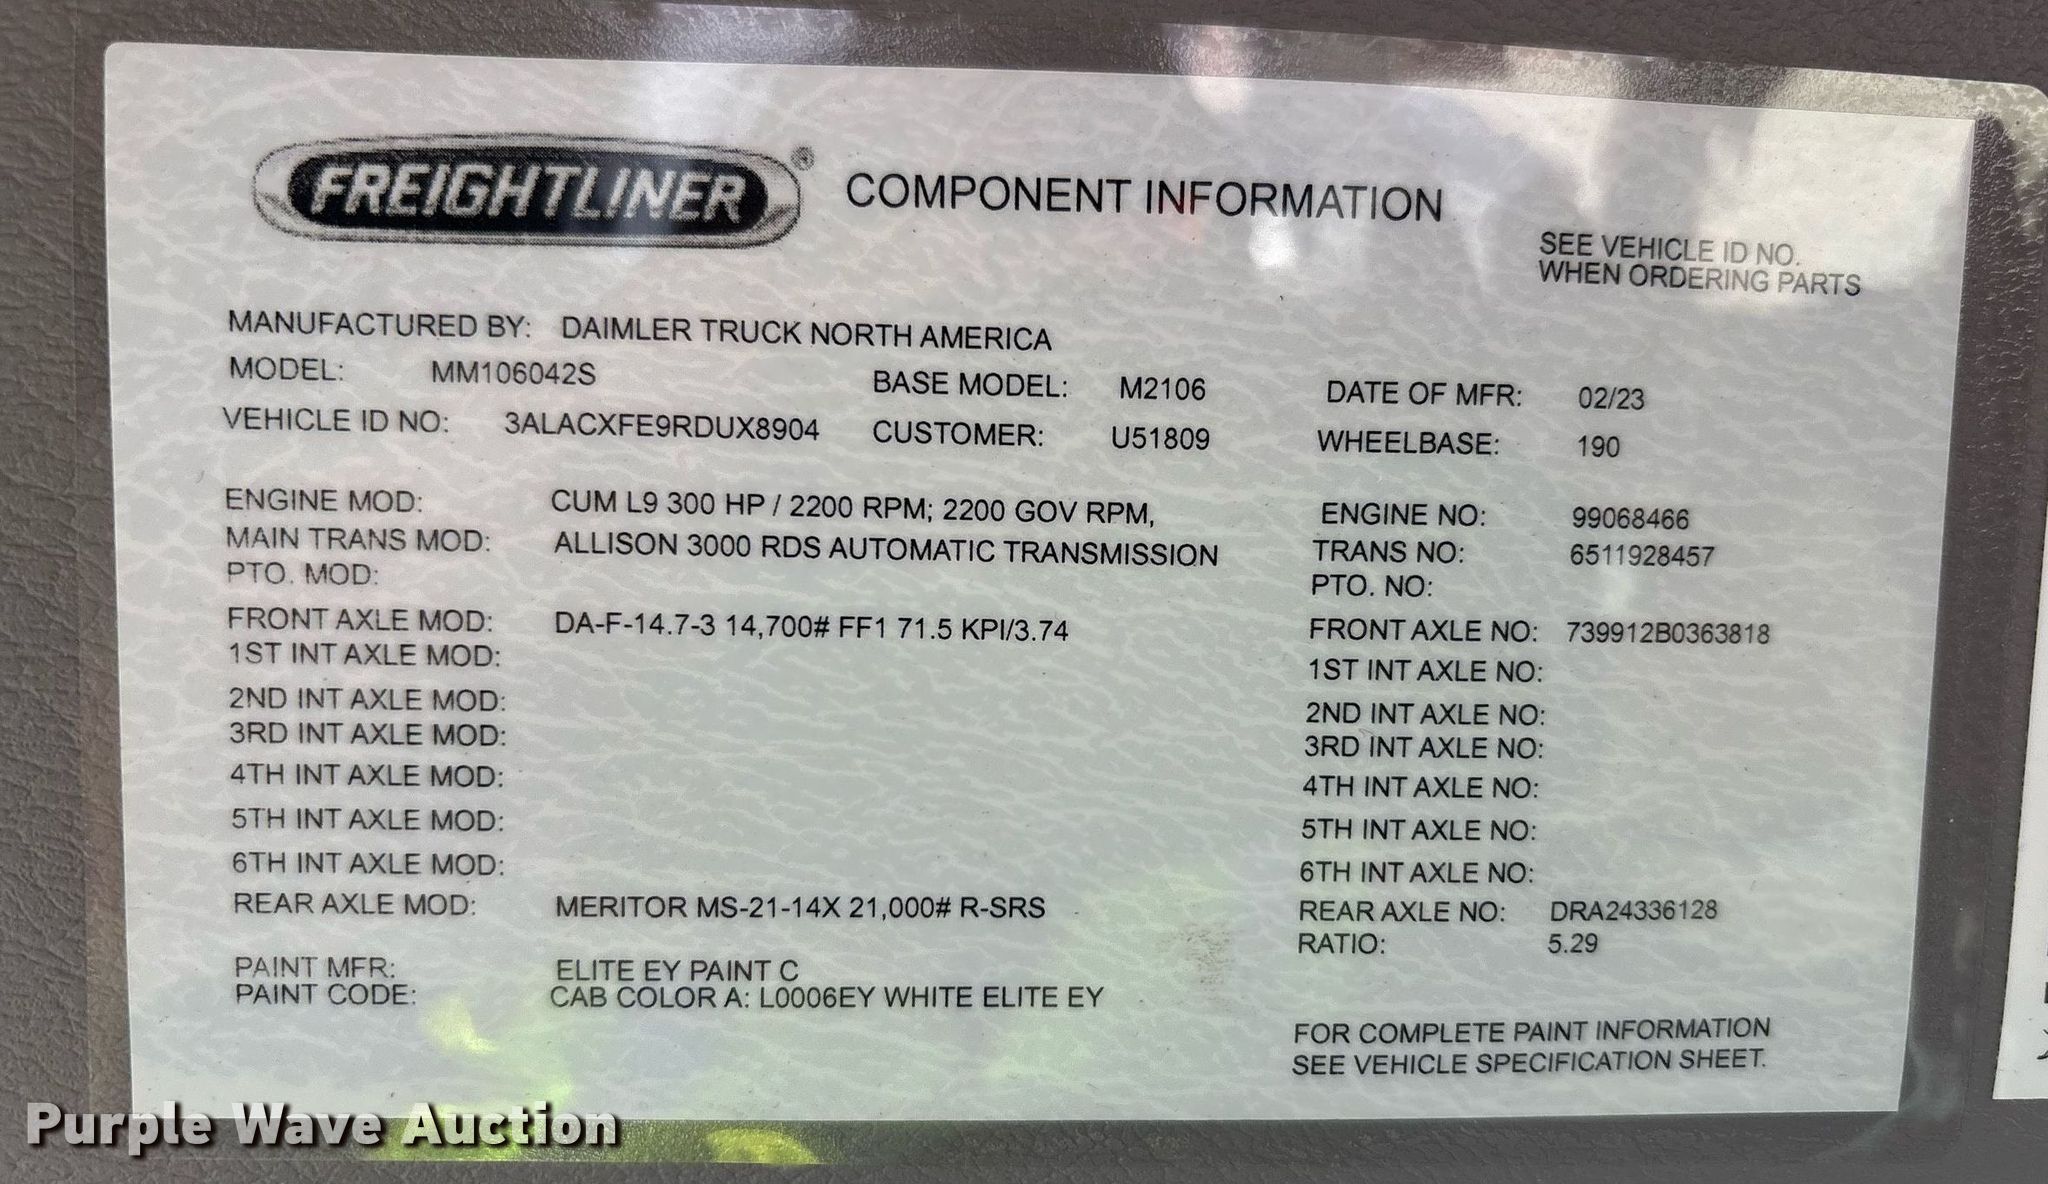 FREIGHTLINER®
COMPONENT INFORMATION
SEE VEHICLE ID NO.
WHEN ORDERING PARTS
MANUFACTURED BY: DAIMLER TRUCK NORTH AMERICA
MODEL: MM106042S BASE MODEL: M2106 DATE OF MFR: 02/23
VEHICLE ID NO: 3ALACXFE9RDUX8904 CUSTOMER: U51809 WHEELBASE: 190
ENGINE MOD: CUM L9 300 HP / 2200 RPM; 2200 GOV RPM, ENGINE NO: 99068466
MAIN TRANS MOD: ALLISON 3000 RDS AUTOMATIC TRANSMISSION TRANS NO: 6511928457
PTO. MOD: PTO. NO:
FRONT AXLE MOD: DA-F-14.7-3 14,700# FF1 71.5 KPI/3.74 FRONT AXLE NO: 739912B0363818
1ST INT AXLE MOD: 1ST INT AXLE NO:
2ND INT AXLE MOD: 2ND INT AXLE NO:
3RD INT AXLE MOD: 3RD INT AXLE NO:
4TH INT AXLE MOD: 4TH INT AXLE NO:
5TH INT AXLE MOD: 5TH INT AXLE NO:
6TH INT AXLE MOD: 6TH INT AXLE NO:
REAR AXLE MOD: MERITOR MS-21-14X 21,000# R-SRS REAR AXLE NO: DRA24336128
RATIO: 5.29
PAINT MFR: ELITE EY PAINT C
PAINT CODE: CAB COLOR A: L0006EY WHITE ELITE EY
FOR COMPLETE PAINT INFORMATION
SEE VEHICLE SPECIFICATION SHEET.
Purple Wave Auction